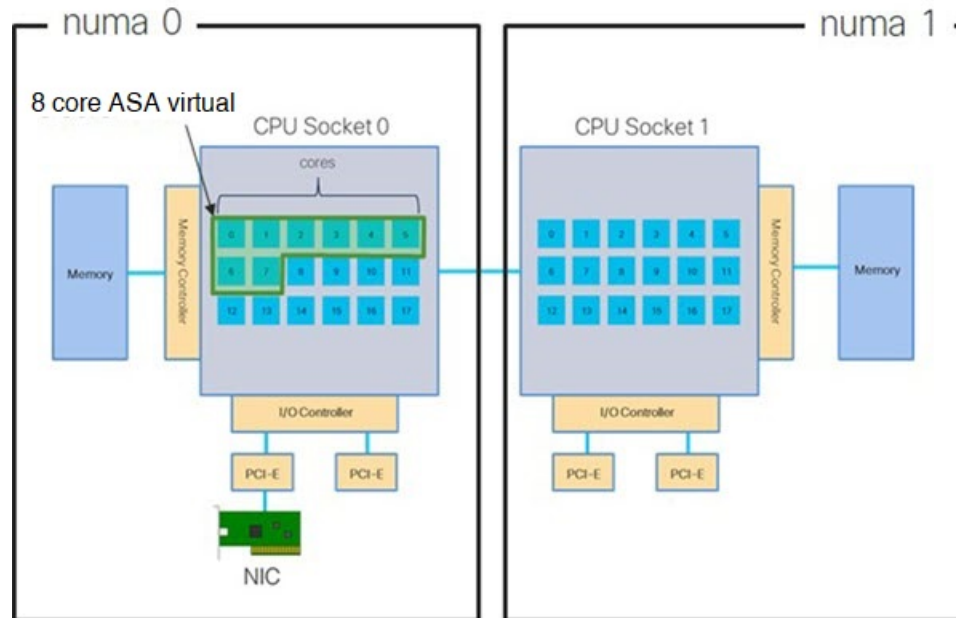 numa 0
numa 1
8 core ASA virtual
CPU Socket 0
CPU Socket 1
cores
Memory
Memory Controller
0 1 2 3 4 5
6 7 8 9 10 11
12 13 14 15 16 17
0 1 2 3 4 5
6 7 8 9 10 11
12 13 14 15 16 17
Memory Controller
Memory
I/O Controller
I/O Controller
PCI-E
PCI-E
PCI-E
PCI-E
NIC